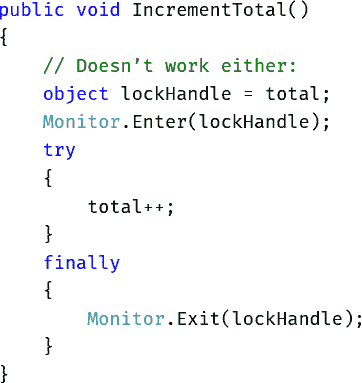 public void IncrementTotal()
{
    // Doesn’t work either:
    object lockHandle = total;
    Monitor.Enter(lockHandle);
    try
    {
        total++;
    }
    finally
    {
        Monitor.Exit(lockHandle);
    }
}